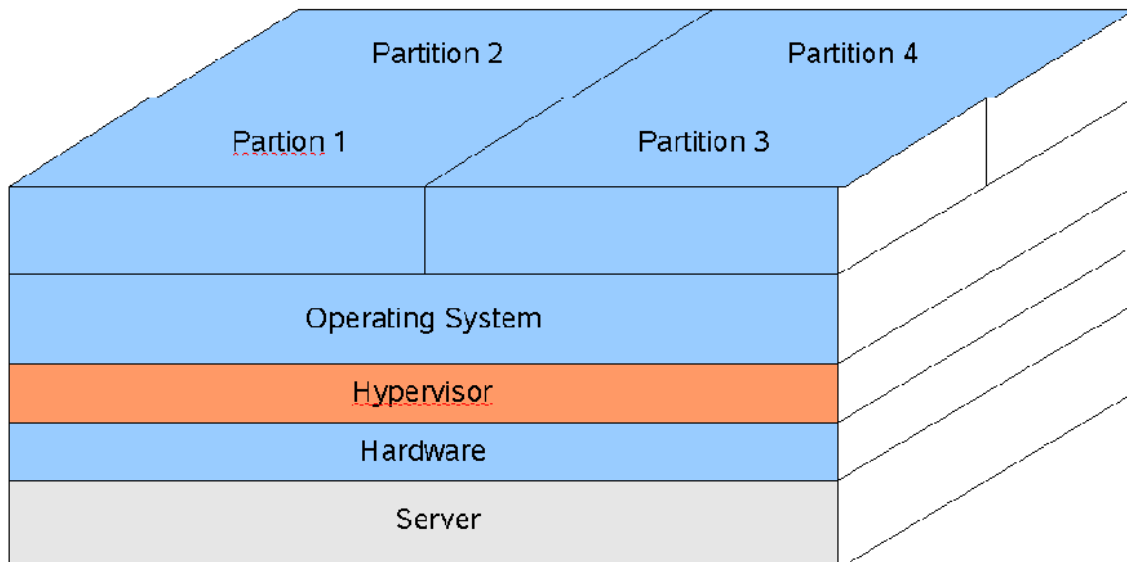 Partition 2
Partition 4
Partion 1
Partition 3
Operating System
Hypervisor
Hardware
Server